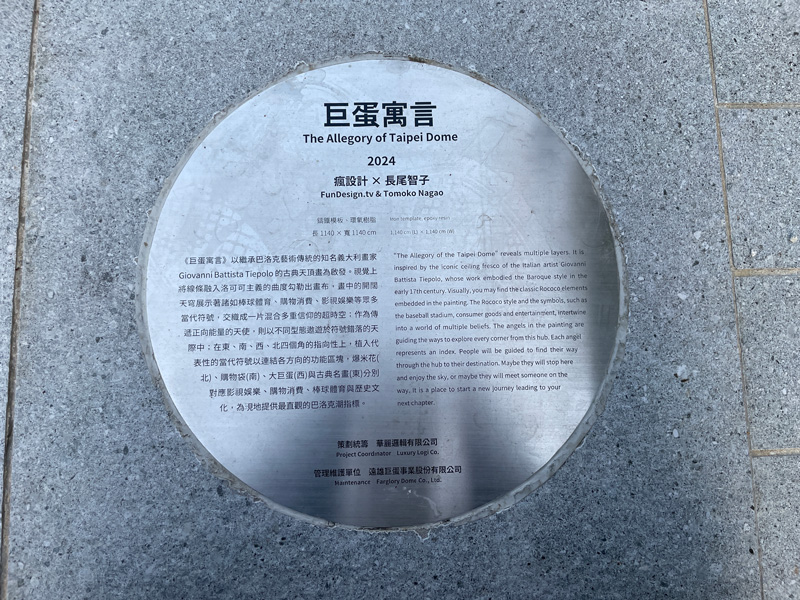 巨蛋寓言
The Allegory of Taipei Dome
2024
瘋設計 × 長尾智子
FunDesign.tv & Tomoko Nagao
鑄鐵模板、環氧樹脂
長 1140 × 寬 1140 cm
Iron template, epoxy resin
1,140 cm (L) × 1,140 cm (W)
《巨蛋寓言》以繼承巴洛克藝術傳統的知名義大利畫家
Giovanni Battista Tiepolo 的古典天頂畫為啟發。視覺上
將線條融入洛可可主義的曲度勾勒出畫布，畫中的開闊
天穹展示著諸如棒球體育、購物消費、影視娛樂等眾多
當代符號，交織成一片混合多重信仰的超時空；作為傳
遞正向能量的天使，則以不同型態遨遊於符號錯落的天
際中；在東、南、西、北四個角的指向性上，植入代
表性的當代符號以連結各方向的功能區塊，爆米花(
北)、購物袋(南)、大巨蛋(西)與古典名畫(東)分別
對應影視娛樂、購物消費、棒球體育與歷史文
化，為現地提供最直觀的巴洛克潮指標。
"The Allegory of the Taipei Dome" reveals multiple layers. It is
inspired by the iconic ceiling fresco of the Italian artist Giovanni
Battista Tiepolo, whose work embodied the Baroque style in the
early 17th century. Visually, you may find the classic Rococo elements
embedded in the painting. The Rococo style and the symbols, such as
the baseball stadium, consumer goods and entertainment, intertwine
into a world of multiple beliefs. The angels in the painting are
guiding the ways to explore every corner from this hub. Each angel
represents an index. People will be guided to find their way
through the hub to their destination. Maybe they will stop here
and enjoy the sky, or maybe they will meet someone on the
way. It is a place to start a new journey leading to your
next chapter.
策劃統籌 華麗邏輯有限公司
Project Coordinator Luxury Logi Co.
管理維護單位 遠雄巨蛋事業股份有限公司
Maintenance Farglory Dome Co., Ltd.